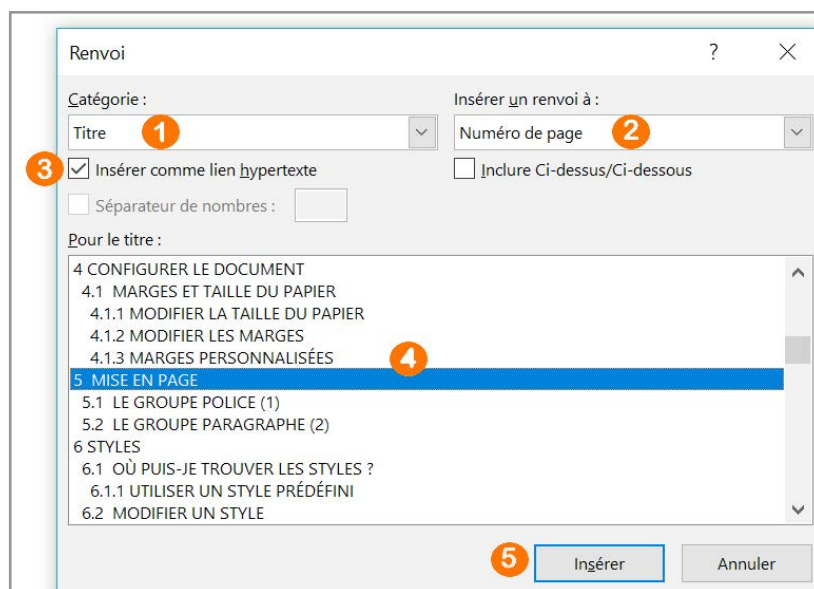 Renvoi ?
Catégorie : Insérer un renvoi à :
Titre 1 Numéro de page 2
3 Insérer comme lien hypertexte Inclure Ci-dessus/Ci-dessous
Séparateur de nombres :
Pour le titre :
4 CONFIGURER LE DOCUMENT
4.1 MARGES ET TAILLE DU PAPIER
4.1.1 MODIFIER LA TAILLE DU PAPIER
4.1.2 MODIFIER LES MARGES
4.1.3 MARGES PERSONNALISÉES
4
5 MISE EN PAGE
5.1 LE GROUPE POLICE (1)
5.2 LE GROUPE PARAGRAPHE (2)
6 STYLES
6.1 OÙ PUIS-JE TROUVER LES STYLES ?
6.1.1 UTILISER UN STYLE PRÉDÉFINI
6.2 MODIFIER UN STYLE
5 Insérer Annuler